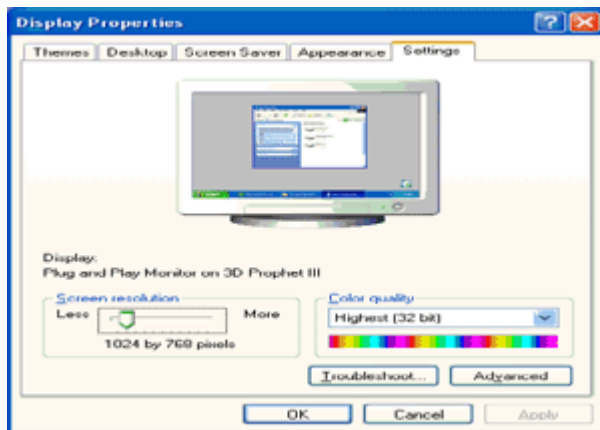 Display Properties
Themes Desktop Screen Saver Appearance Settings
Display:
Plug and Play Monitor on 3D Prophet III
Screen resolution
Less More
1024 by 768 pixels
Color quality
Highest (32 bit)
Troubleshoot... Advanced
OK Cancel Apply